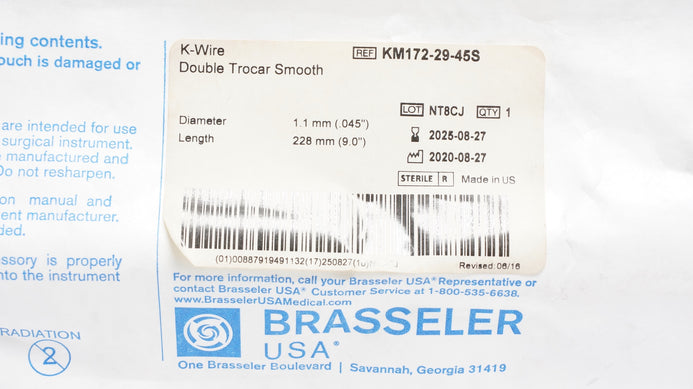 ing contents.
ouch is damaged or
are intended for use
surgical instrument.
manufactured and
Do not resharpen.
on manual and
ent manufacturer.
ded.
ssory is properly
nto the instrument
RADIATION
2
K-Wire
Double Trocar Smooth
REF KM172-29-45S
Diameter 1.1 mm (.045")
Length 228 mm (9.0")
LOT NT8CJ QTY 1
2025-08-27
2020-08-27
STERILE R Made in US
(01)00887919491132(17)250827(10)
Revised 06/16
For more information, call your Brasseler USA® Representative or
contact Brasseler USA® Customer Service at 1-800-535-6638.
www.BrasselerUSAMedical.com
BRASSELER
USA®
One Brasseler Boulevard | Savannah, Georgia 31419